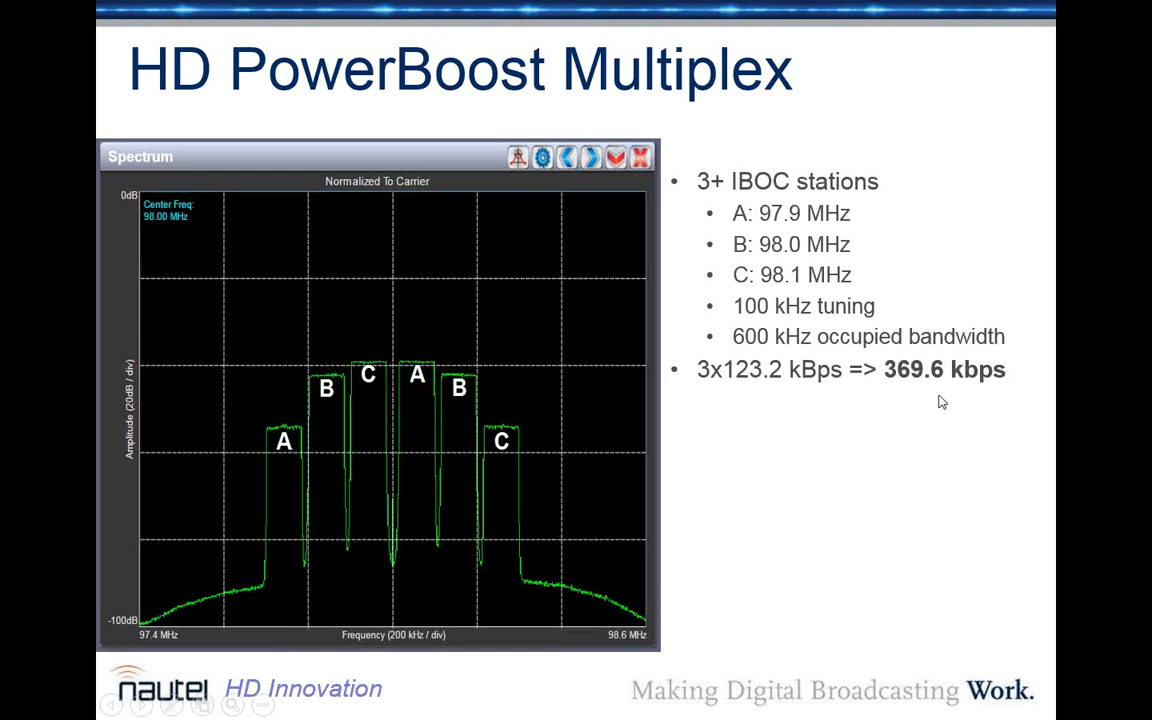 HD PowerBoost Multiplex
Spectrum
Normalized To Carrier
0dB
Center Freq:
98.00 MHz
Amplitude (20dB / div)
B
C
A
B
A
C
-100dB
97.4 MHz
Frequency (200 kHz / div)
98.6 MHz
• 3+ IBOC stations
• A: 97.9 MHz
• B: 98.0 MHz
• C: 98.1 MHz
• 100 kHz tuning
• 600 kHz occupied bandwidth
• 3x123.2 kBps => 369.6 kbps
nautel HD Innovation
Making Digital Broadcasting Work.